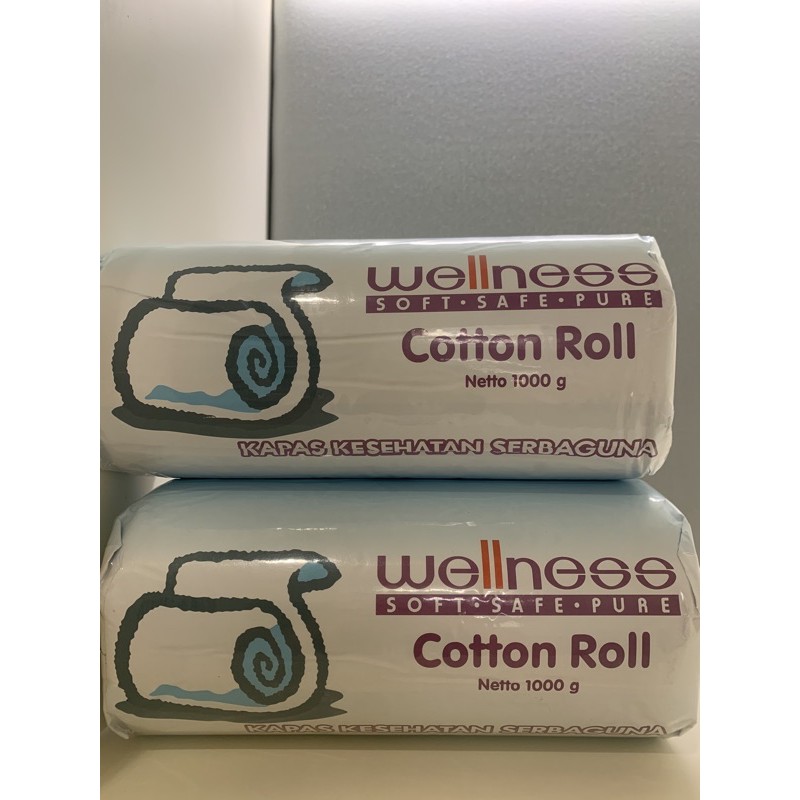 wellness
SOFT•SAFE•PURE
Cotton Roll
Netto 1000 g
KAPAS KESEHATAN SERBAGUNA
wellness
SOFT•SAFE•PURE
Cotton Roll
Netto 1000 g
KAPAS KESEHATAN SERBAGUNA